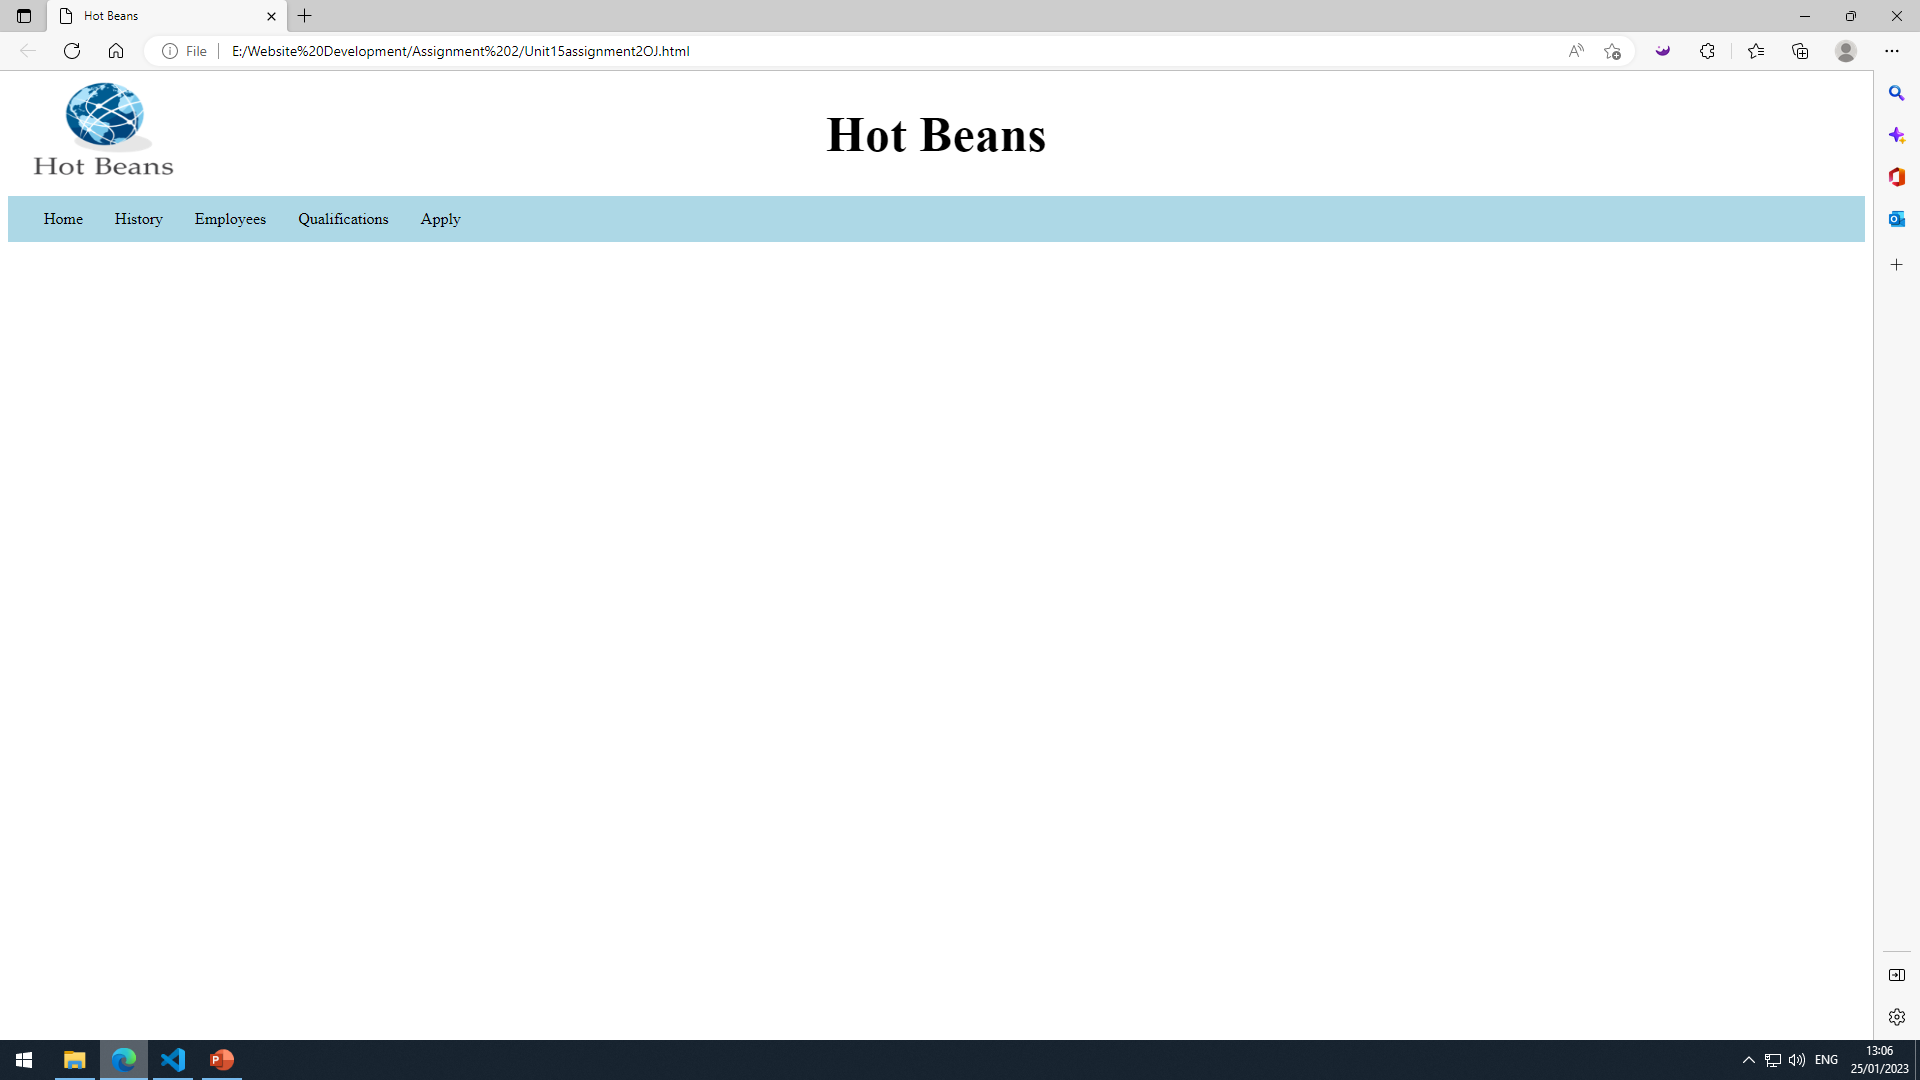 Hot Beans
File E:/Website%20Development/Assignment%202/Unit15assignment2OJ.html
Hot Beans
Hot Beans
Home History Employees Qualifications Apply
ENG 13:06
25/01/2023